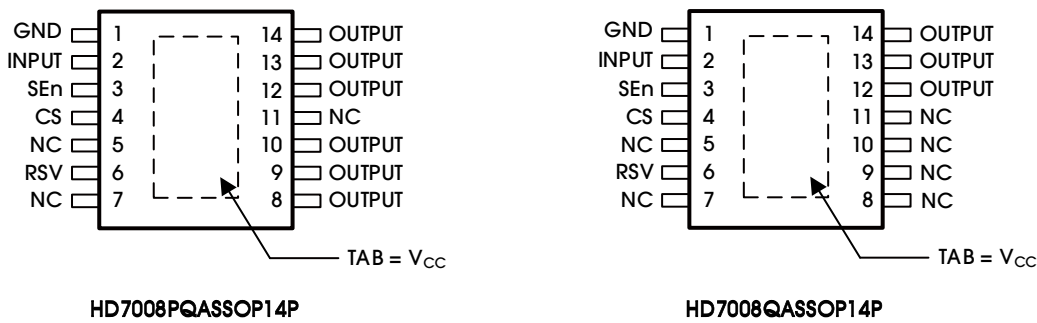 GND 1 14 OUTPUT
INPUT 2 13 OUTPUT
SEn 3 12 OUTPUT
CS 4 11 NC
NC 5 10 OUTPUT
RSV 6 9 OUTPUT
NC 7 8 OUTPUT
TAB = VCC
HD7008PQASSOP14P
GND 1 14 OUTPUT
INPUT 2 13 OUTPUT
SEn 3 12 OUTPUT
CS 4 11 NC
NC 5 10 NC
RSV 6 9 NC
NC 7 8 NC
TAB = VCC
HD7008QASSOP14P